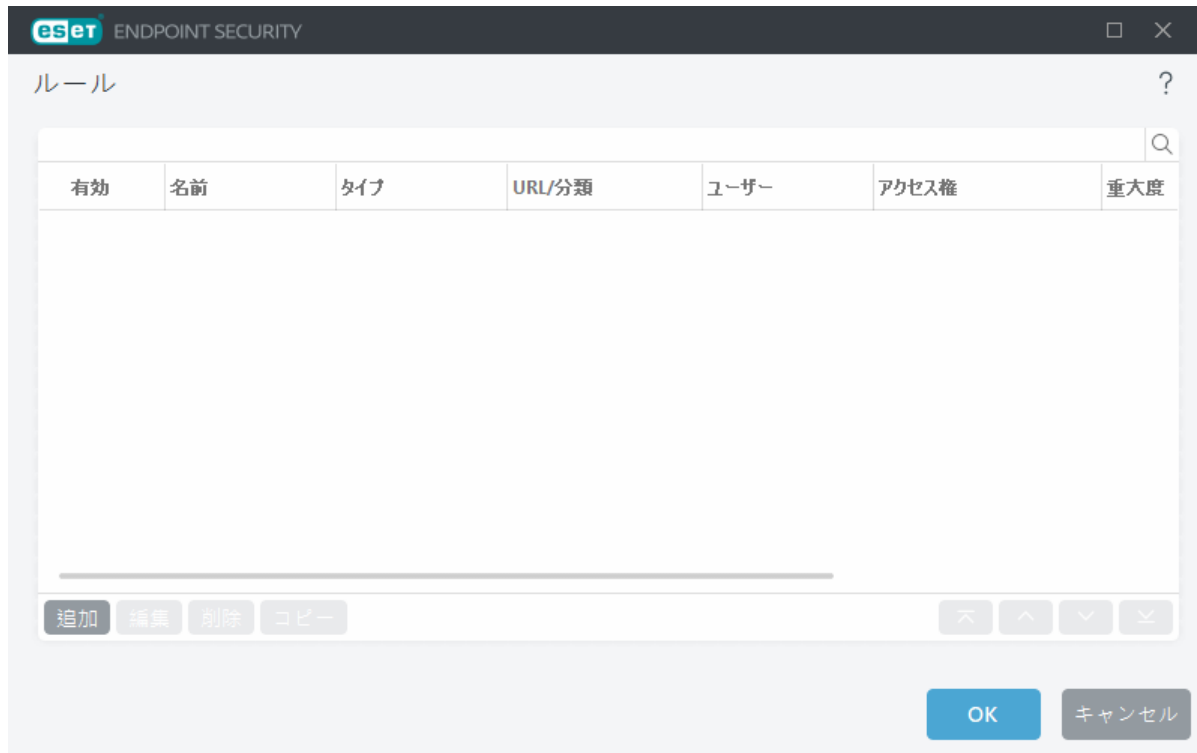 eseT ENDPOINT SECURITY
ルール
?
有効 名前 タイプ URL/分類 ユーザー アクセス権 重大度
追加 編集 削除 コピー
OK キャンセル